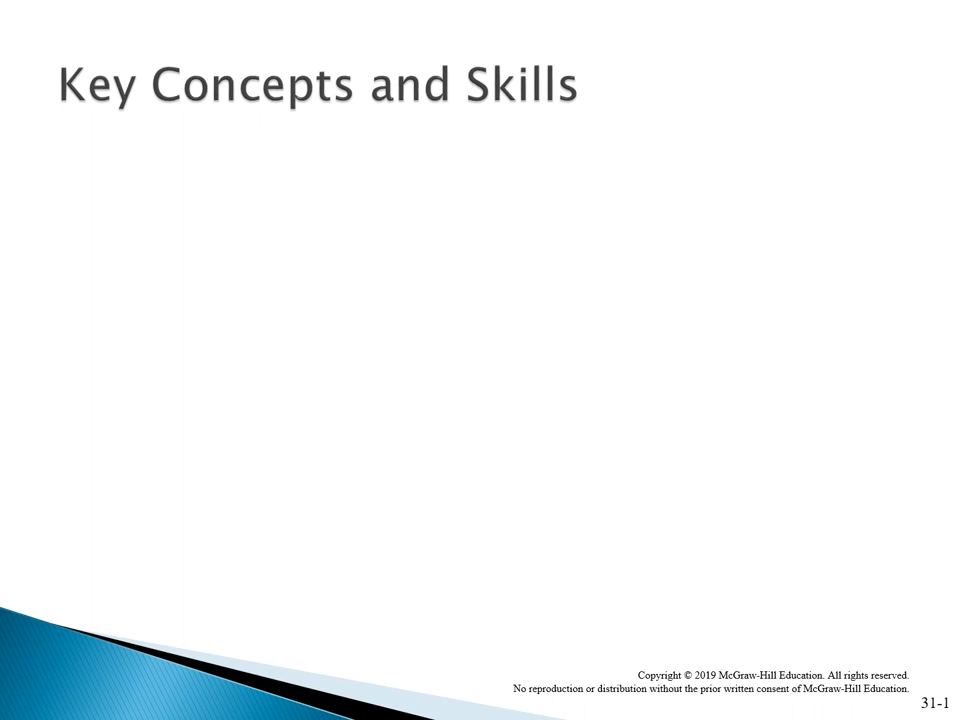 Key Concepts and Skills
Copyright © 2019 McGraw-Hill Education. All rights reserved.
No reproduction or distribution without the prior written consent of McGraw-Hill Education.
31-1